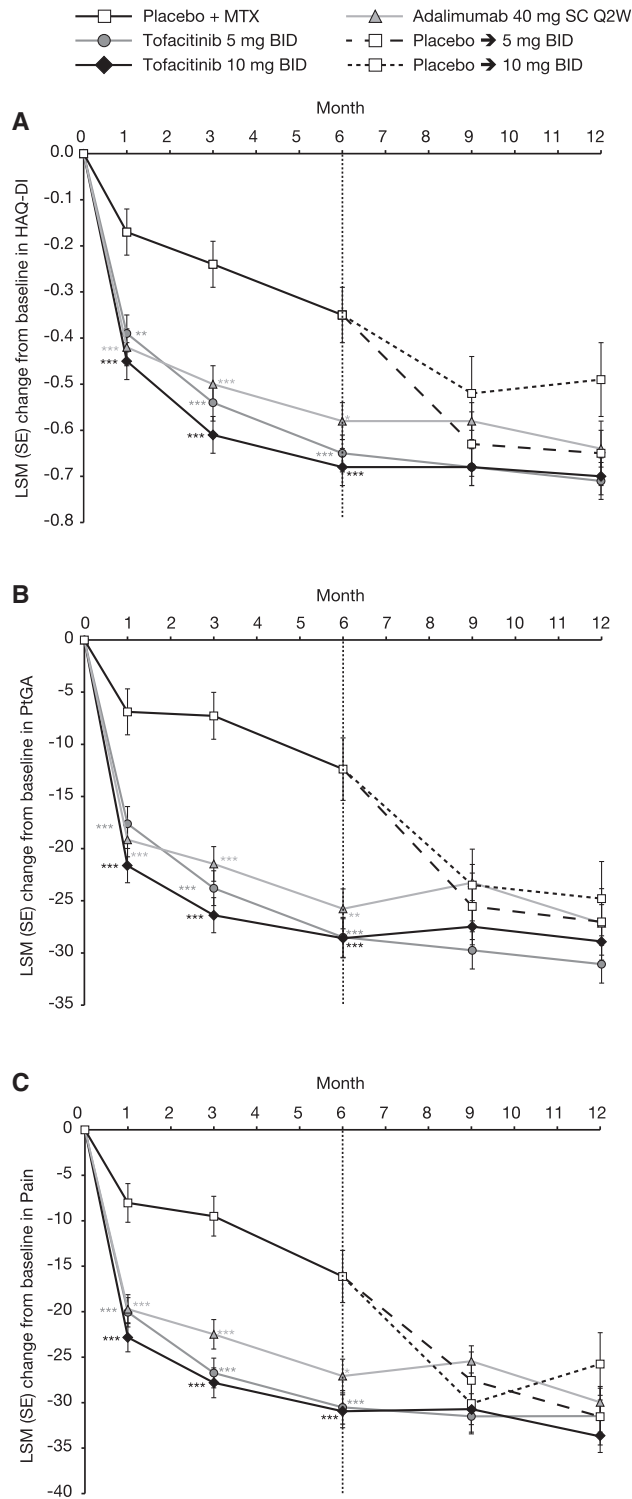 Placebo + MTX
Tofacitinib 5 mg BID
Tofacitinib 10 mg BID
Adalimumab 40 mg SC Q2W
Placebo ➔ 5 mg BID
Placebo ➔ 10 mg BID
A
Month
0 1 2 3 4 5 6 7 8 9 10 11 12
LSM (SE) change from baseline in HAQ-DI
0.0
-0.1
-0.2
-0.3
-0.4
-0.5
-0.6
-0.7
-0.8
**
***
***
***
***
***
*
***
***
B
Month
0 1 2 3 4 5 6 7 8 9 10 11 12
LSM (SE) change from baseline in PtGA
0
-5
-10
-15
-20
-25
-30
-35
***
***
***
***
***
***
**
***
***
C
Month
0 1 2 3 4 5 6 7 8 9 10 11 12
LSM (SE) change from baseline in Pain
0
-5
-10
-15
-20
-25
-30
-35
-40
***
***
***
***
***
***
*
***
***